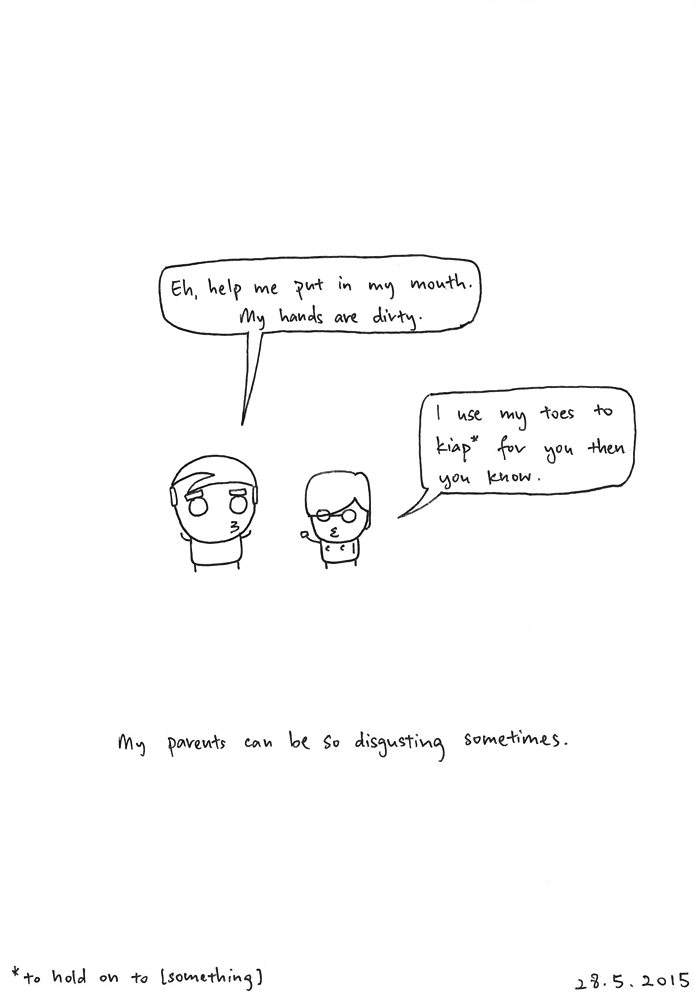 Eh, help me put in my mouth.
My hands are dirty.
I use my toes to
kiap* for you then
you know.
My parents can be so disgusting sometimes.
*to hold on to [something]
28.5.2015